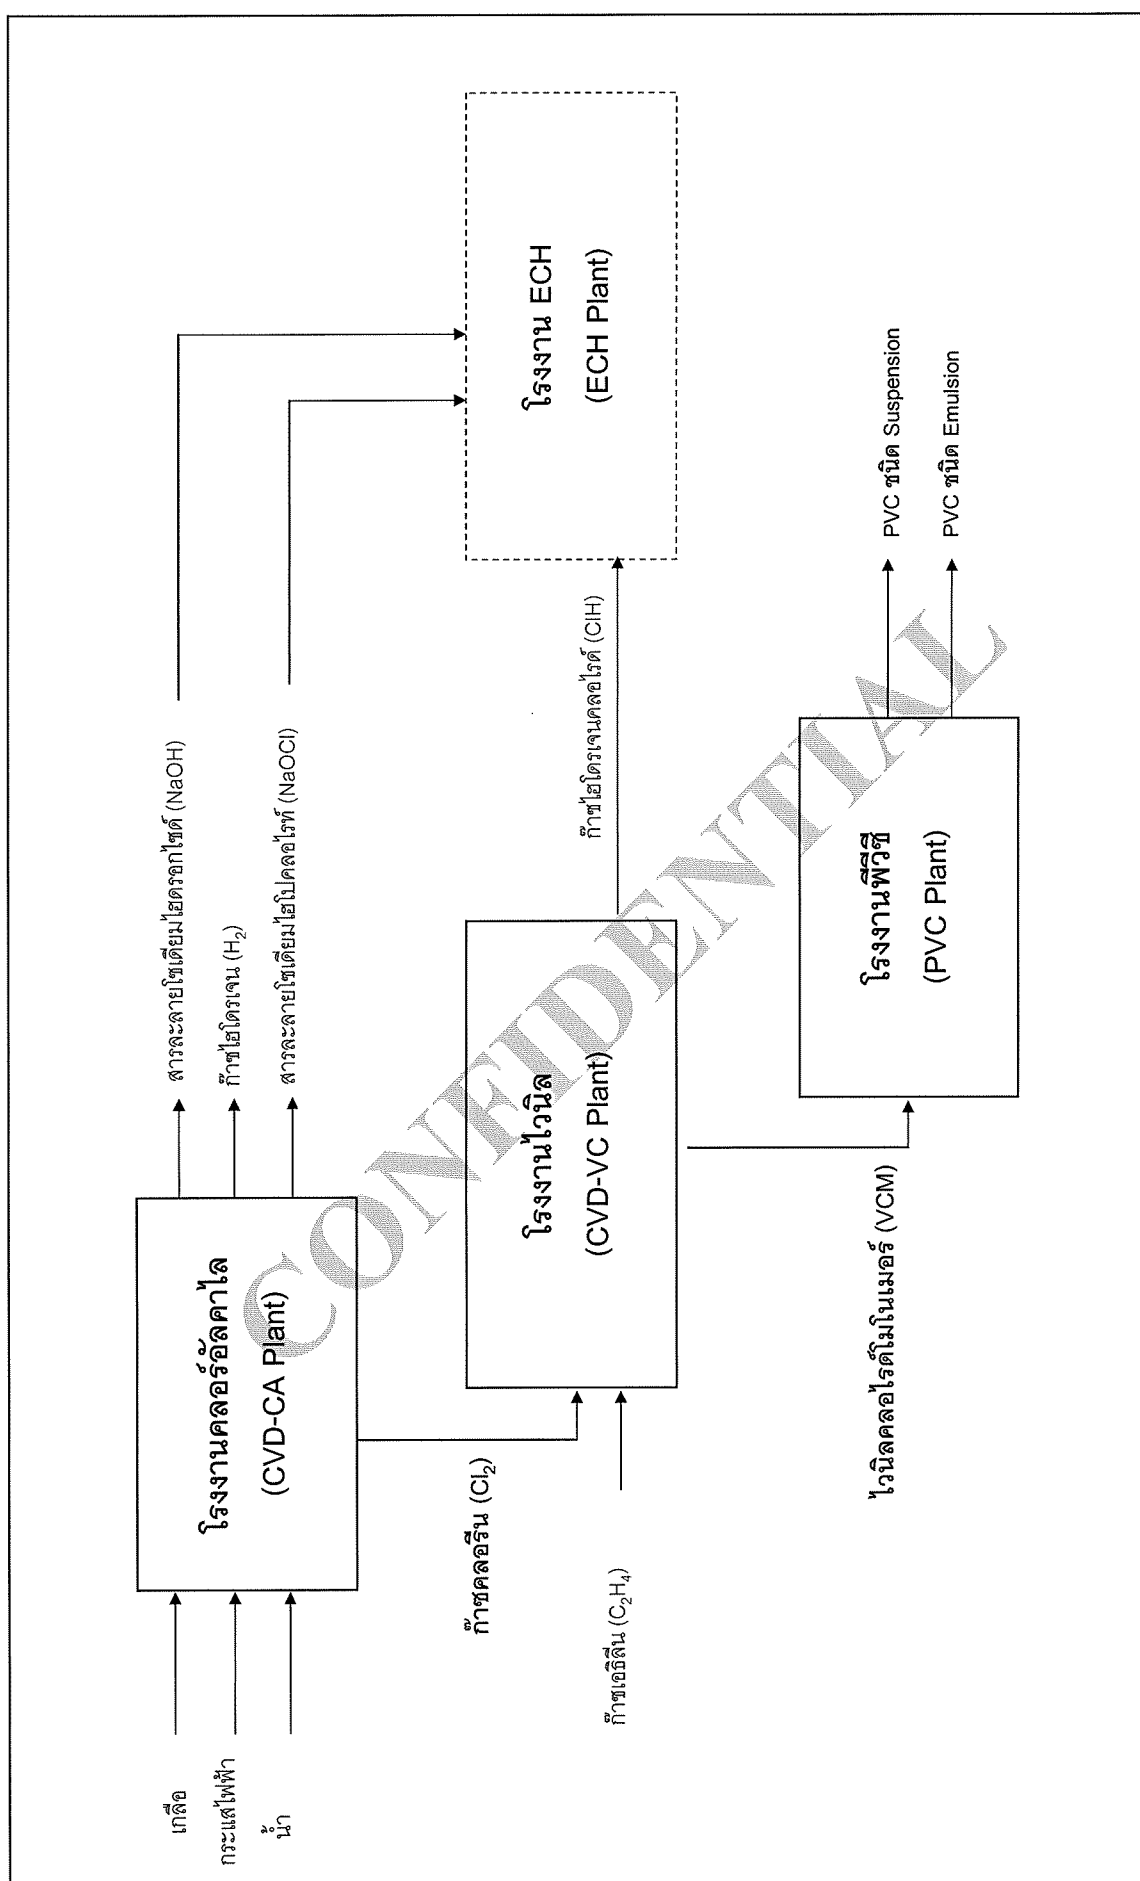 เกลือ
กระแสไฟฟ้า
น้ำ
โรงงานคลอร์อัลคาไล
(CVD-CA Plant)
สารละลายโซเดียมไฮดรอกไซด์ (NaOH)
ก๊าซไฮโดรเจน (H₂)
สารละลายโซเดียมไฮโปคลอไรท์ (NaOCl)
ก๊าซคลอรีน (Cl₂)
ก๊าซเอธิลีน (C₂H₄)
โรงงานไวนิล
(CVD-VC Plant)
ก๊าซไฮโดรเจนคลอไรด์ (ClH)
โรงงาน ECH
(ECH Plant)
ไวนิลคลอไรด์โมโนเมอร์ (VCM)
โรงงานพีวีซี
(PVC Plant)
PVC ชนิด Suspension
PVC ชนิด Emulsion
CONFIDENTIAL